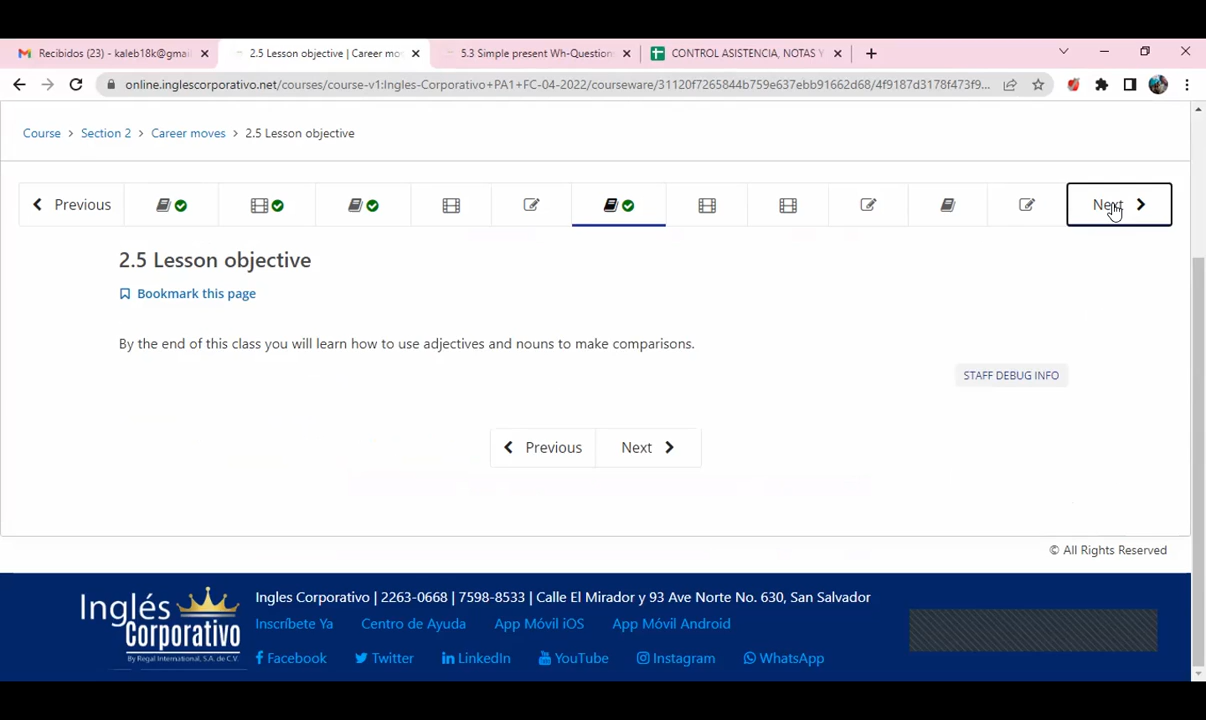 Recibidos (23) - kaleb18k@gmai
2.5 Lesson objective | Career mo
5.3 Simple present Wh-Question
CONTROL ASISTENCIA, NOTAS Y
online.inglescorporativo.net/courses/course-v1:Ingles-Corporativo+PA1+FC-04-2022/courseware/31120f7265844b759e637ebb91662d68/4f9187d3178f473f9...
Course > Section 2 > Career moves > 2.5 Lesson objective
Previous
Next
2.5 Lesson objective
Bookmark this page
By the end of this class you will learn how to use adjectives and nouns to make comparisons.
STAFF DEBUG INFO
Previous Next
© All Rights Reserved
Inglés Corporativo
By Regal International, S.A. de C.V.
Ingles Corporativo | 2263-0668 | 7598-8533 | Calle El Mirador y 93 Ave Norte No. 630, San Salvador
Inscríbete Ya Centro de Ayuda App Móvil iOS App Móvil Android
Facebook Twitter LinkedIn YouTube Instagram WhatsApp